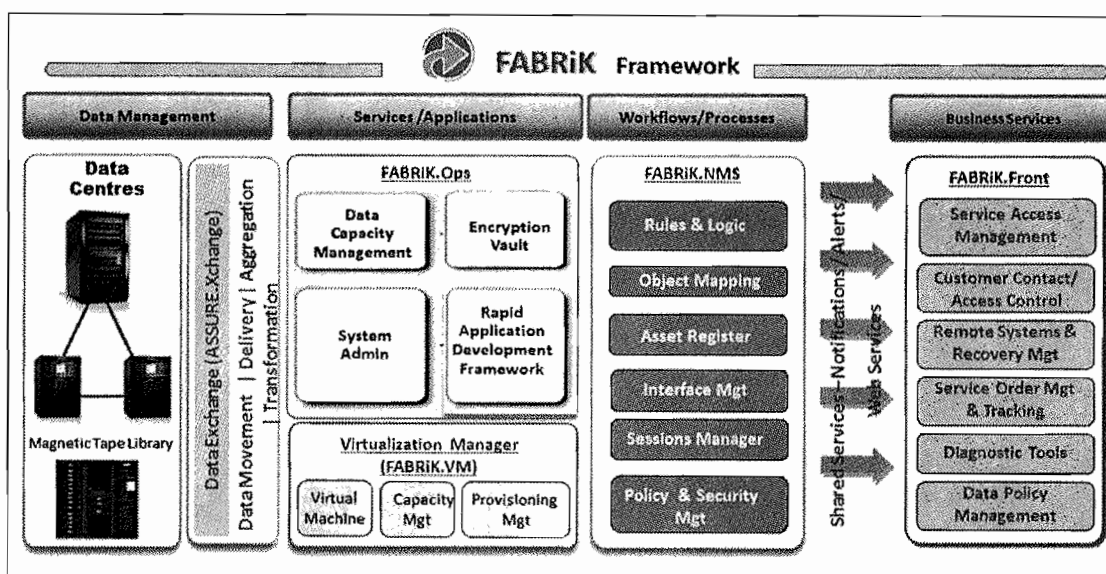 FABRiK Framework
Data Management
Services /Applications
Workflows/Processes
Business Services
Data
Centres
Magnetic Tape Library
Data Exchange (ASSURE.Xchange)
Data Movement | Delivery | Aggregation
| Transformation
FABRiK.Ops
Data
Capacity
Management
Encryption
Vault
System
Admin
Rapid
Application
Development
Framework
Virtualization Manager
(FABRiK.VM)
Virtual
Machine
Capacity
Mgt
Provisioning
Mgt
FABRiK.NMS
Rules & Logic
Object Mapping
Asset Register
Interface Mgt
Sessions Manager
Policy & Security
Mgt
Shared Services–Notifications/Alerts/
Web Services
FABRiK.Front
Service Access
Management
Customer Contact/
Access Control
Remote Systems &
Recovery Mgt
Service Order Mgt
& Tracking
Diagnostic Tools
Data Policy
Management